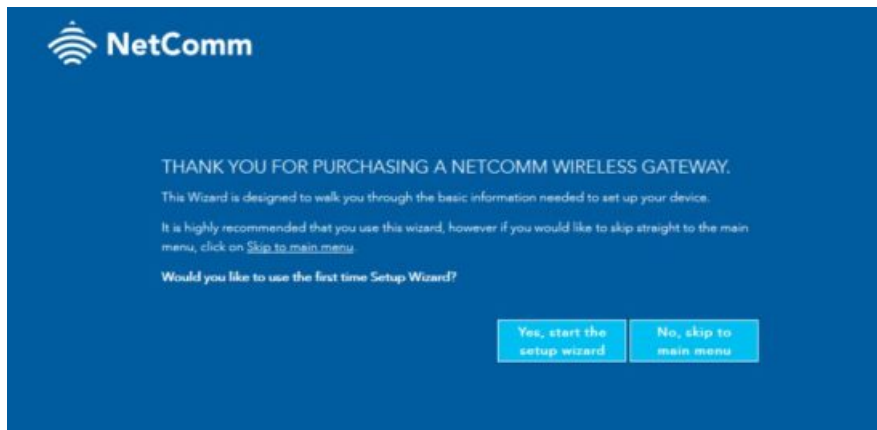 NetComm
THANK YOU FOR PURCHASING A NETCOMM WIRELESS GATEWAY.
This Wizard is designed to walk you through the basic information needed to set up your device.
It is highly recommended that you use this wizard, however if you would like to skip straight to the main
menu, click on Skip to main menu.
Would you like to use the first time Setup Wizard?
Yes, start the
setup wizard
No, skip to
main menu